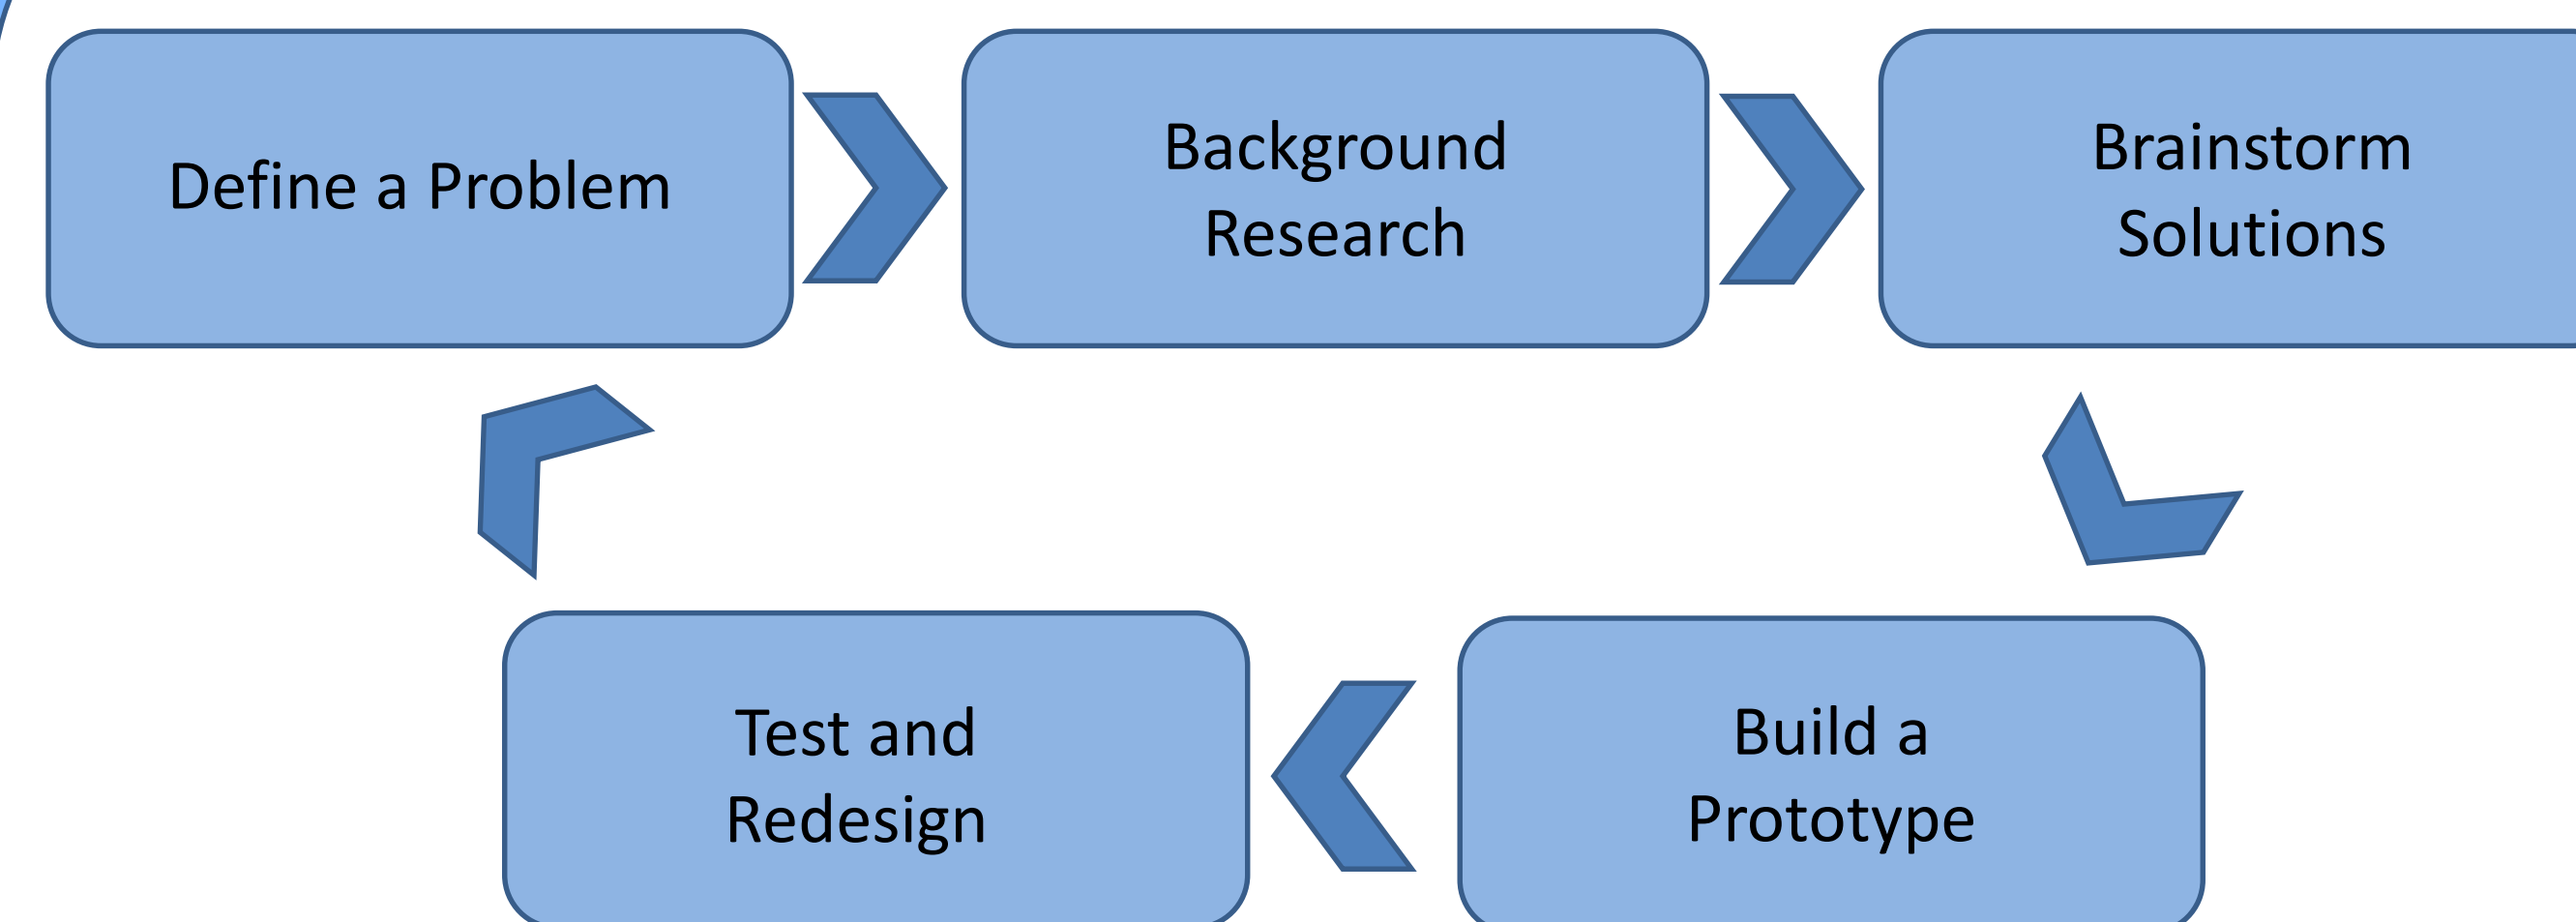 Define a Problem
Background
Research
Brainstorm
Solutions
Test and
Redesign
Build a
Prototype